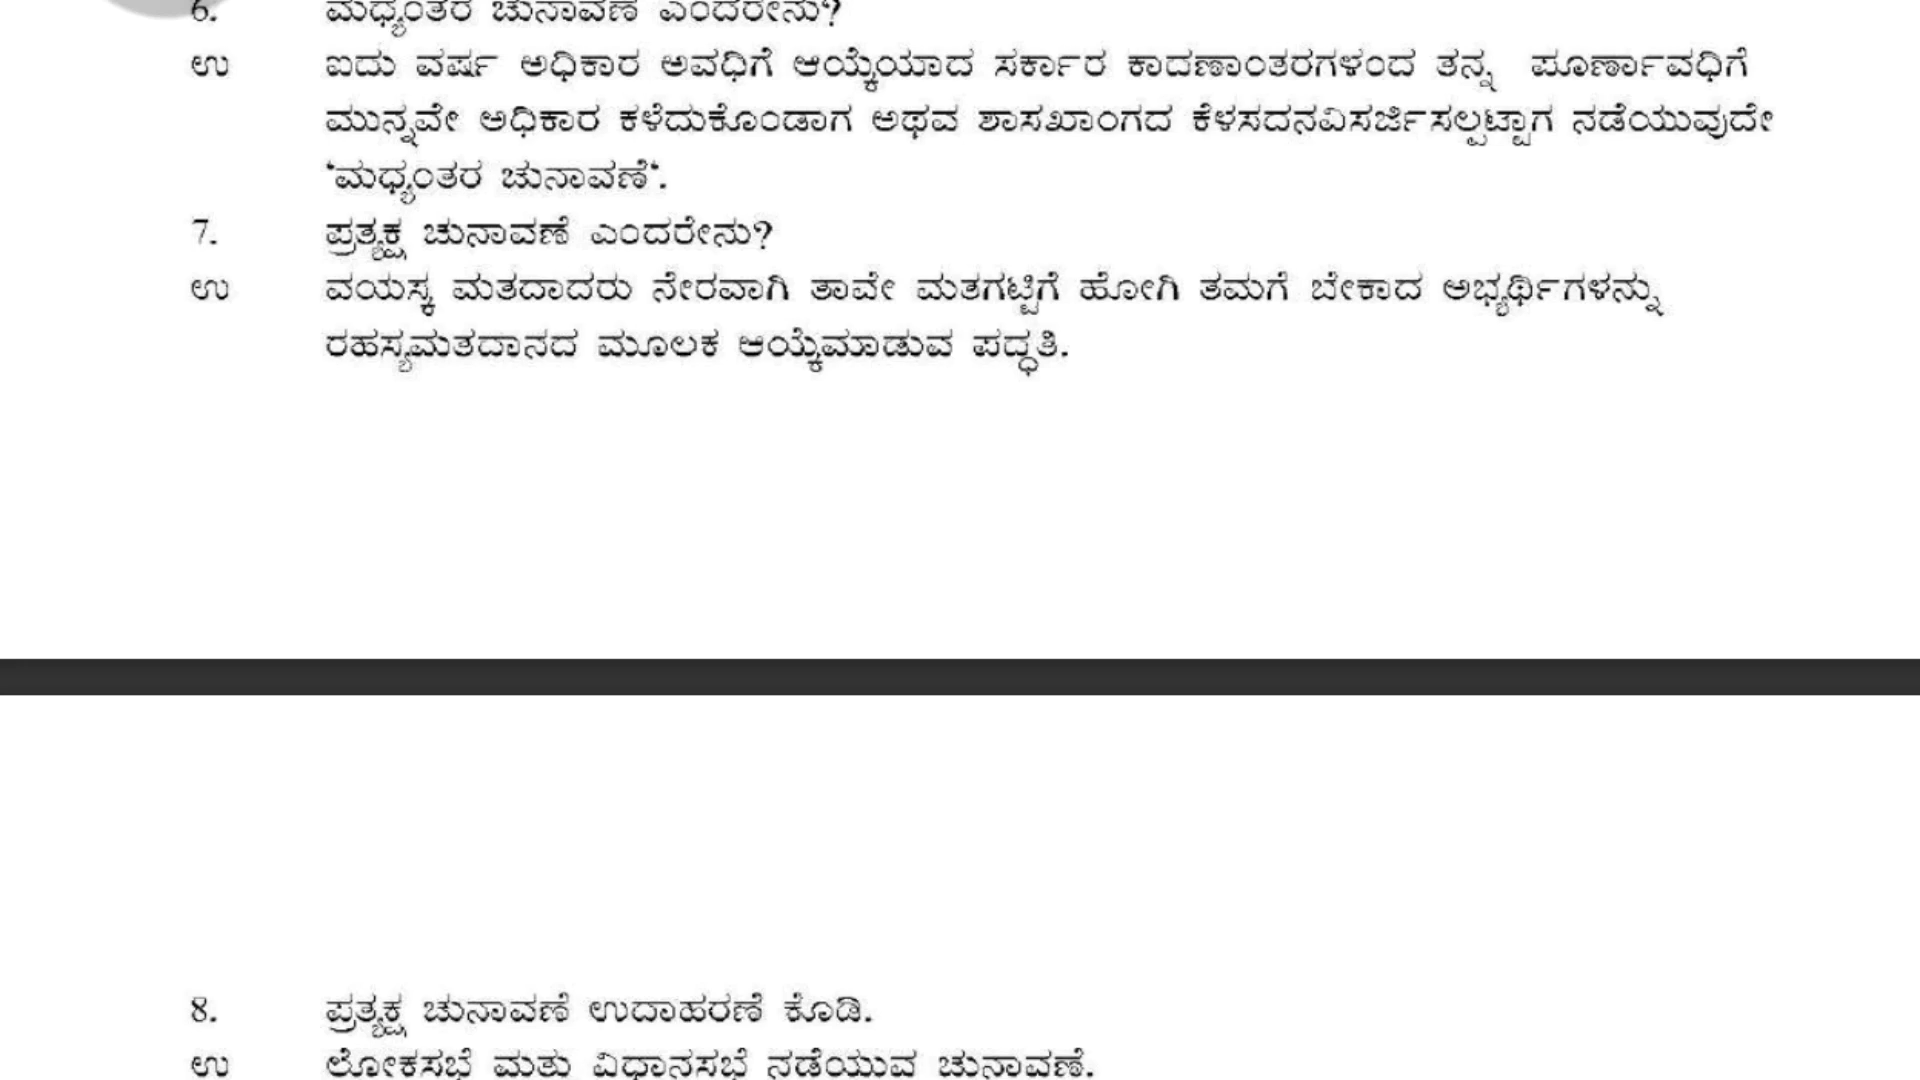 6. ಮಧ್ಯಂತರ ಚುನಾವಣೆ ಎಂದರೇನು?
ಉ ಐದು ವರ್ಷ ಅಧಿಕಾರ ಅವಧಿಗೆ ಆಯ್ಕೆಯಾದ ಸರ್ಕಾರ ಕಾದಣಾಂತರಗಳಂದ ತನ್ನ ಪೂರ್ಣಾವಧಿಗೆ
ಮುನ್ನವೇ ಅಧಿಕಾರ ಕಳೆದುಕೊಂಡಾಗ ಅಥವ ಶಾಸಖಾಂಗದ ಕೆಳಸದನವಿಸರ್ಜಿಸಲ್ಪಟ್ಟಾಗ ನಡೆಯುವುದೇ
'ಮಧ್ಯಂತರ ಚುನಾವಣೆ'.
7. ಪ್ರತ್ಯಕ್ಷ ಚುನಾವಣೆ ಎಂದರೇನು?
ಉ ವಯಸ್ಕ ಮತದಾದರು ನೇರವಾಗಿ ತಾವೇ ಮತಗಟ್ಟಿಗೆ ಹೋಗಿ ತಮಗೆ ಬೇಕಾದ ಅಭ್ಯರ್ಥಿಗಳನ್ನು
ರಹಸ್ಯಮತದಾನದ ಮೂಲಕ ಆಯ್ಕೆಮಾಡುವ ಪದ್ಧತಿ.
8. ಪ್ರತ್ಯಕ್ಷ ಚುನಾವಣೆ ಉದಾಹರಣೆ ಕೊಡಿ.
ಉ ಲೋಕಸಭೆ ಮತು ವಿಧಾನಸಭೆ ನಡೆಯುವ ಚುನಾವಣೆ.